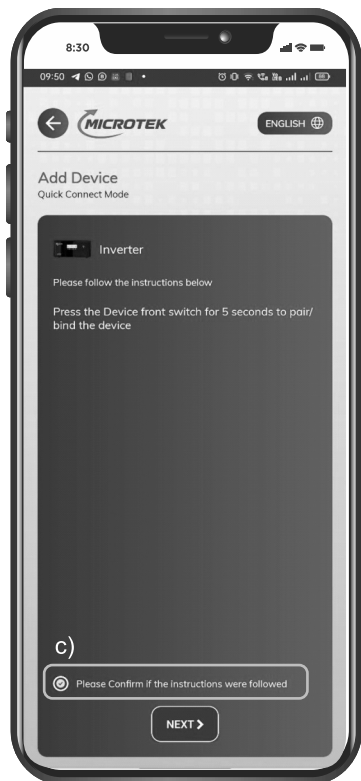 8:30
09:50
MICROTEK
ENGLISH
Add Device
Quick Connect Mode
Inverter
Please follow the instructions below
Press the Device front switch for 5 seconds to pair/
bind the device
c)
Please Confirm if the instructions were followed
NEXT >